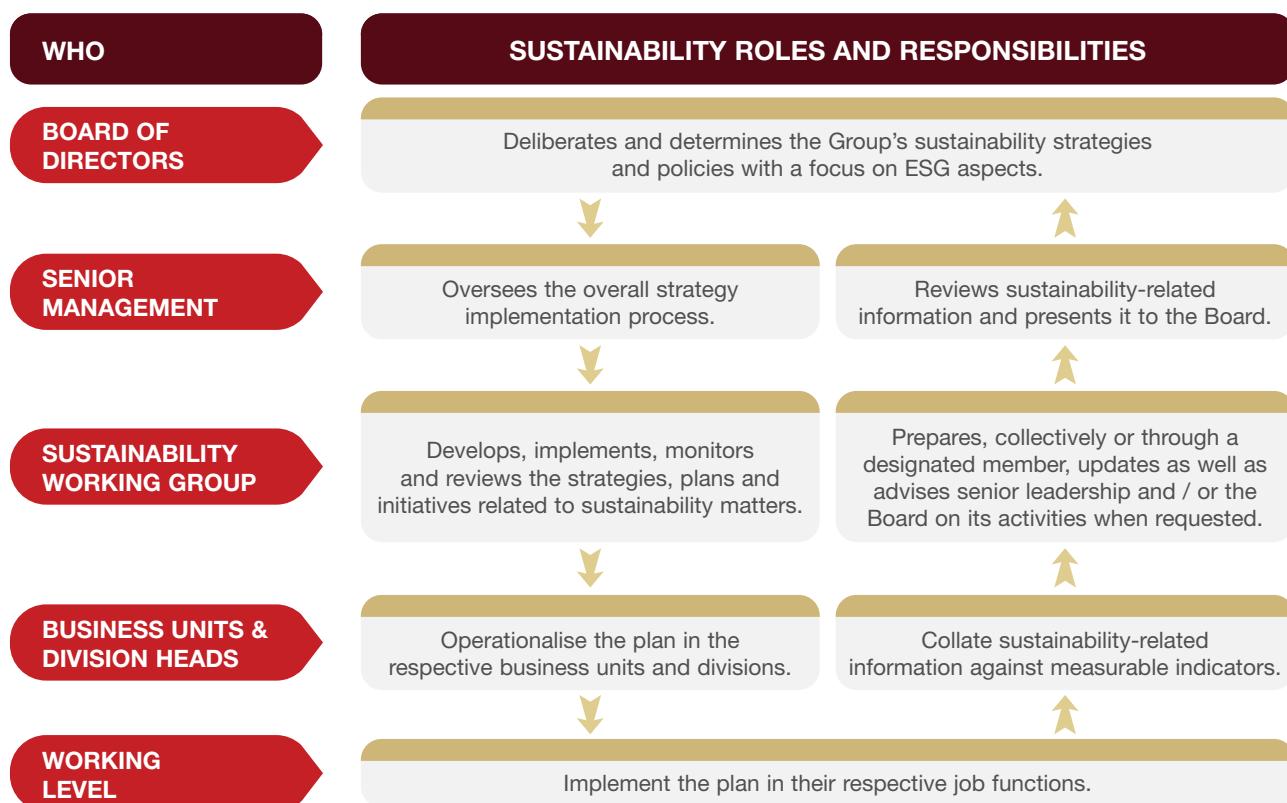 WHO
SUSTAINABILITY ROLES AND RESPONSIBILITIES
BOARD OF
DIRECTORS
Deliberates and determines the Group’s sustainability strategies
and policies with a focus on ESG aspects.
SENIOR
MANAGEMENT
Oversees the overall strategy
implementation process.
Reviews sustainability-related
information and presents it to the Board.
SUSTAINABILITY
WORKING GROUP
Develops, implements, monitors
and reviews the strategies, plans and
initiatives related to sustainability matters.
Prepares, collectively or through a
designated member, updates as well as
advises senior leadership and / or the
Board on its activities when requested.
BUSINESS UNITS &
DIVISION HEADS
Operationalise the plan in the
respective business units and divisions.
Collate sustainability-related
information against measurable indicators.
WORKING
LEVEL
Implement the plan in their respective job functions.